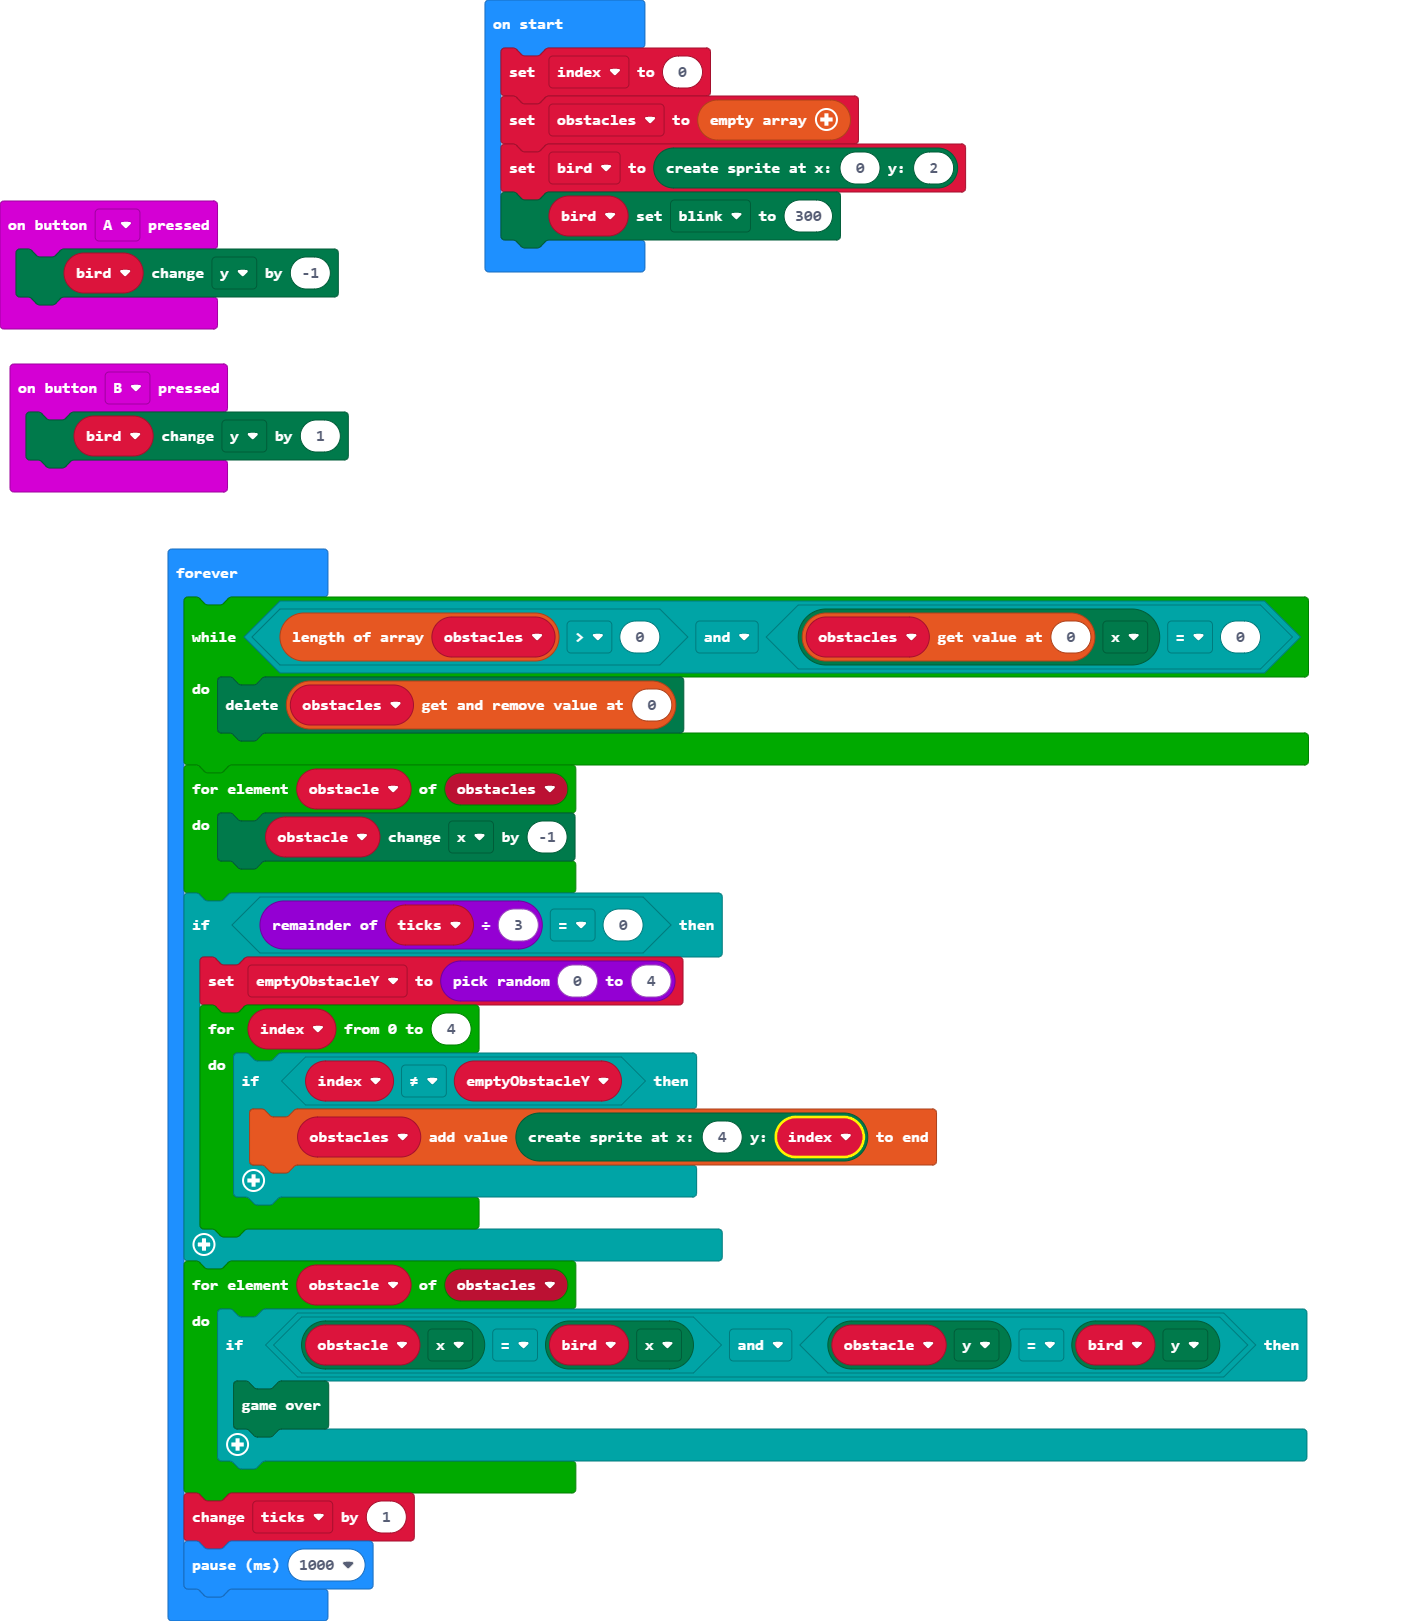 on start
set index to 0
set obstacles to empty array
set bird to create sprite at x: 0 y: 2
bird set blink to 300
on button A pressed
bird change y by -1
on button B pressed
bird change y by 1
forever
while length of array obstacles > 0 and obstacles get value at 0 x = 0
do
delete obstacles get and remove value at 0
for element obstacle of obstacles
do
obstacle change x by -1
if remainder of ticks ÷ 3 = 0 then
set emptyObstacleY to pick random 0 to 4
for index from 0 to 4
do
if index ≠ emptyObstacleY then
obstacles add value create sprite at x: 4 y: index to end
for element obstacle of obstacles
do
if obstacle x = bird x and obstacle y = bird y then
game over
change ticks by 1
pause (ms) 1000